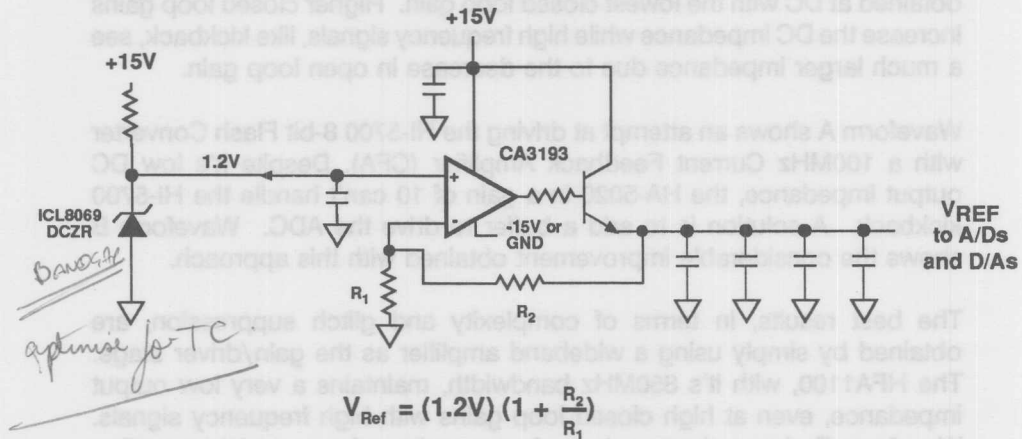 +15V
+15V
CA3193
1.2V
ICL8069
DCZR
-15V or
GND
VREF
to A/Ds
and D/As
R1
R2
BANDGAP
optimise for TC
VRef = (1.2V) (1 + R2/R1)
obtained at DC with the lowest closed loop gain. Higher closed loop gains
increase the DC impedance while high frequency signals, like kickback, see
a much larger impedance due to the decrease in open loop gain.
Waveform A shows an attempt at driving the HI-5700 8-bit Flash Converter
with a 100MHz Current Feedback Amplifier (CFA). Despite its low DC
output impedance, the HA-5020 in a gain of 10 can't handle the HI-5700
kickback. A solution is to add a buffer to drive the ADC. Waveform B
shows the considerable improvement obtained with this approach.
The best results, in terms of complexity and glitch suppression, are
obtained by simply using a wideband amplifier as the gain/driver stage.
The HFA1100, with it's 850MHz bandwidth, maintains a very low output
impedance, even at high closed loop gains with high frequency signals.